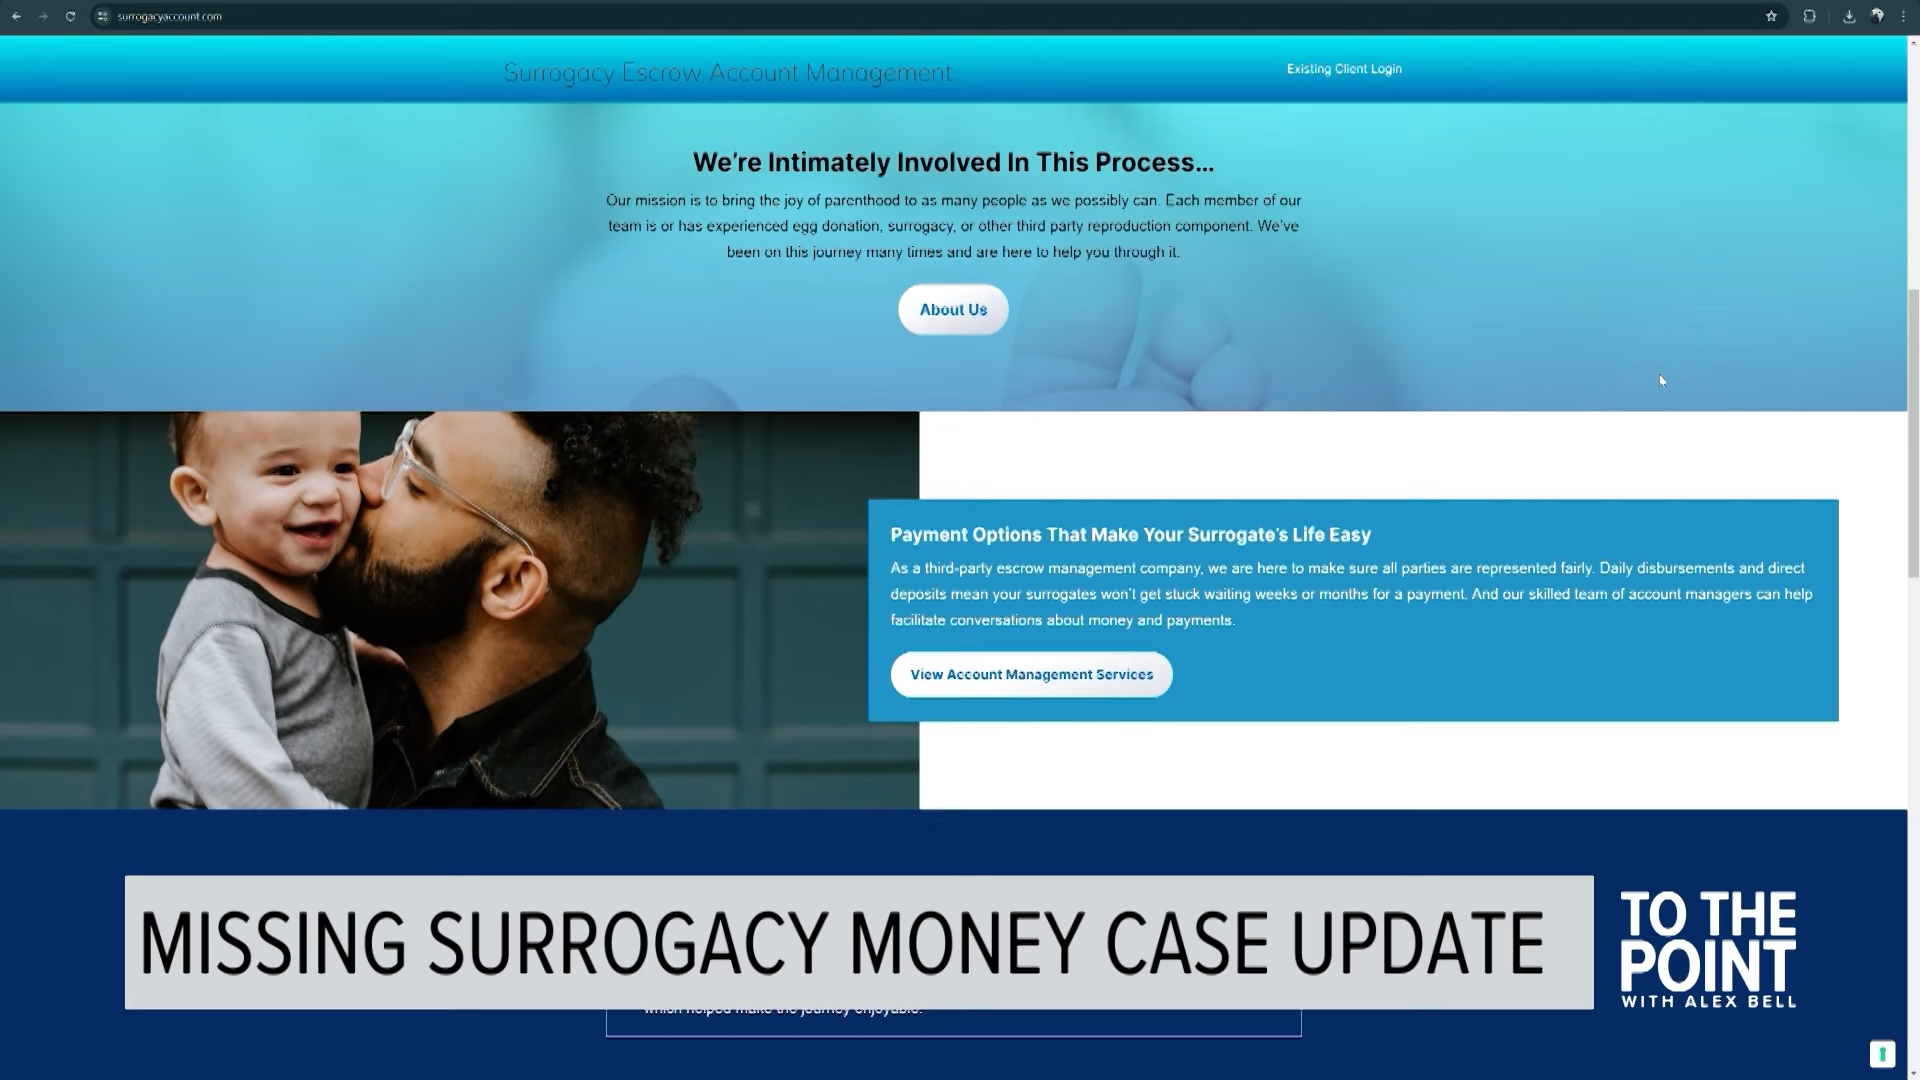 surrogacyaccount.com
Surrogacy Escrow Account Management
Existing Client Login
We're Intimately Involved In This Process...
Our mission is to bring the joy of parenthood to as many people as we possibly can. Each member of our
team is or has experienced egg donation, surrogacy, or other third party reproduction component. We've
been on this journey many times and are here to help you through it.
About Us
Payment Options That Make Your Surrogate's Life Easy
As a third-party escrow management company, we are here to make sure all parties are represented fairly. Daily disbursements and direct
deposits mean your surrogates won't get stuck waiting weeks or months for a payment. And our skilled team of account managers can help
facilitate conversations about money and payments.
View Account Management Services
MISSING SURROGACY MONEY CASE UPDATE
TO THE
POINT
WITH ALEX BELL
which helped make the journey enjoyable.